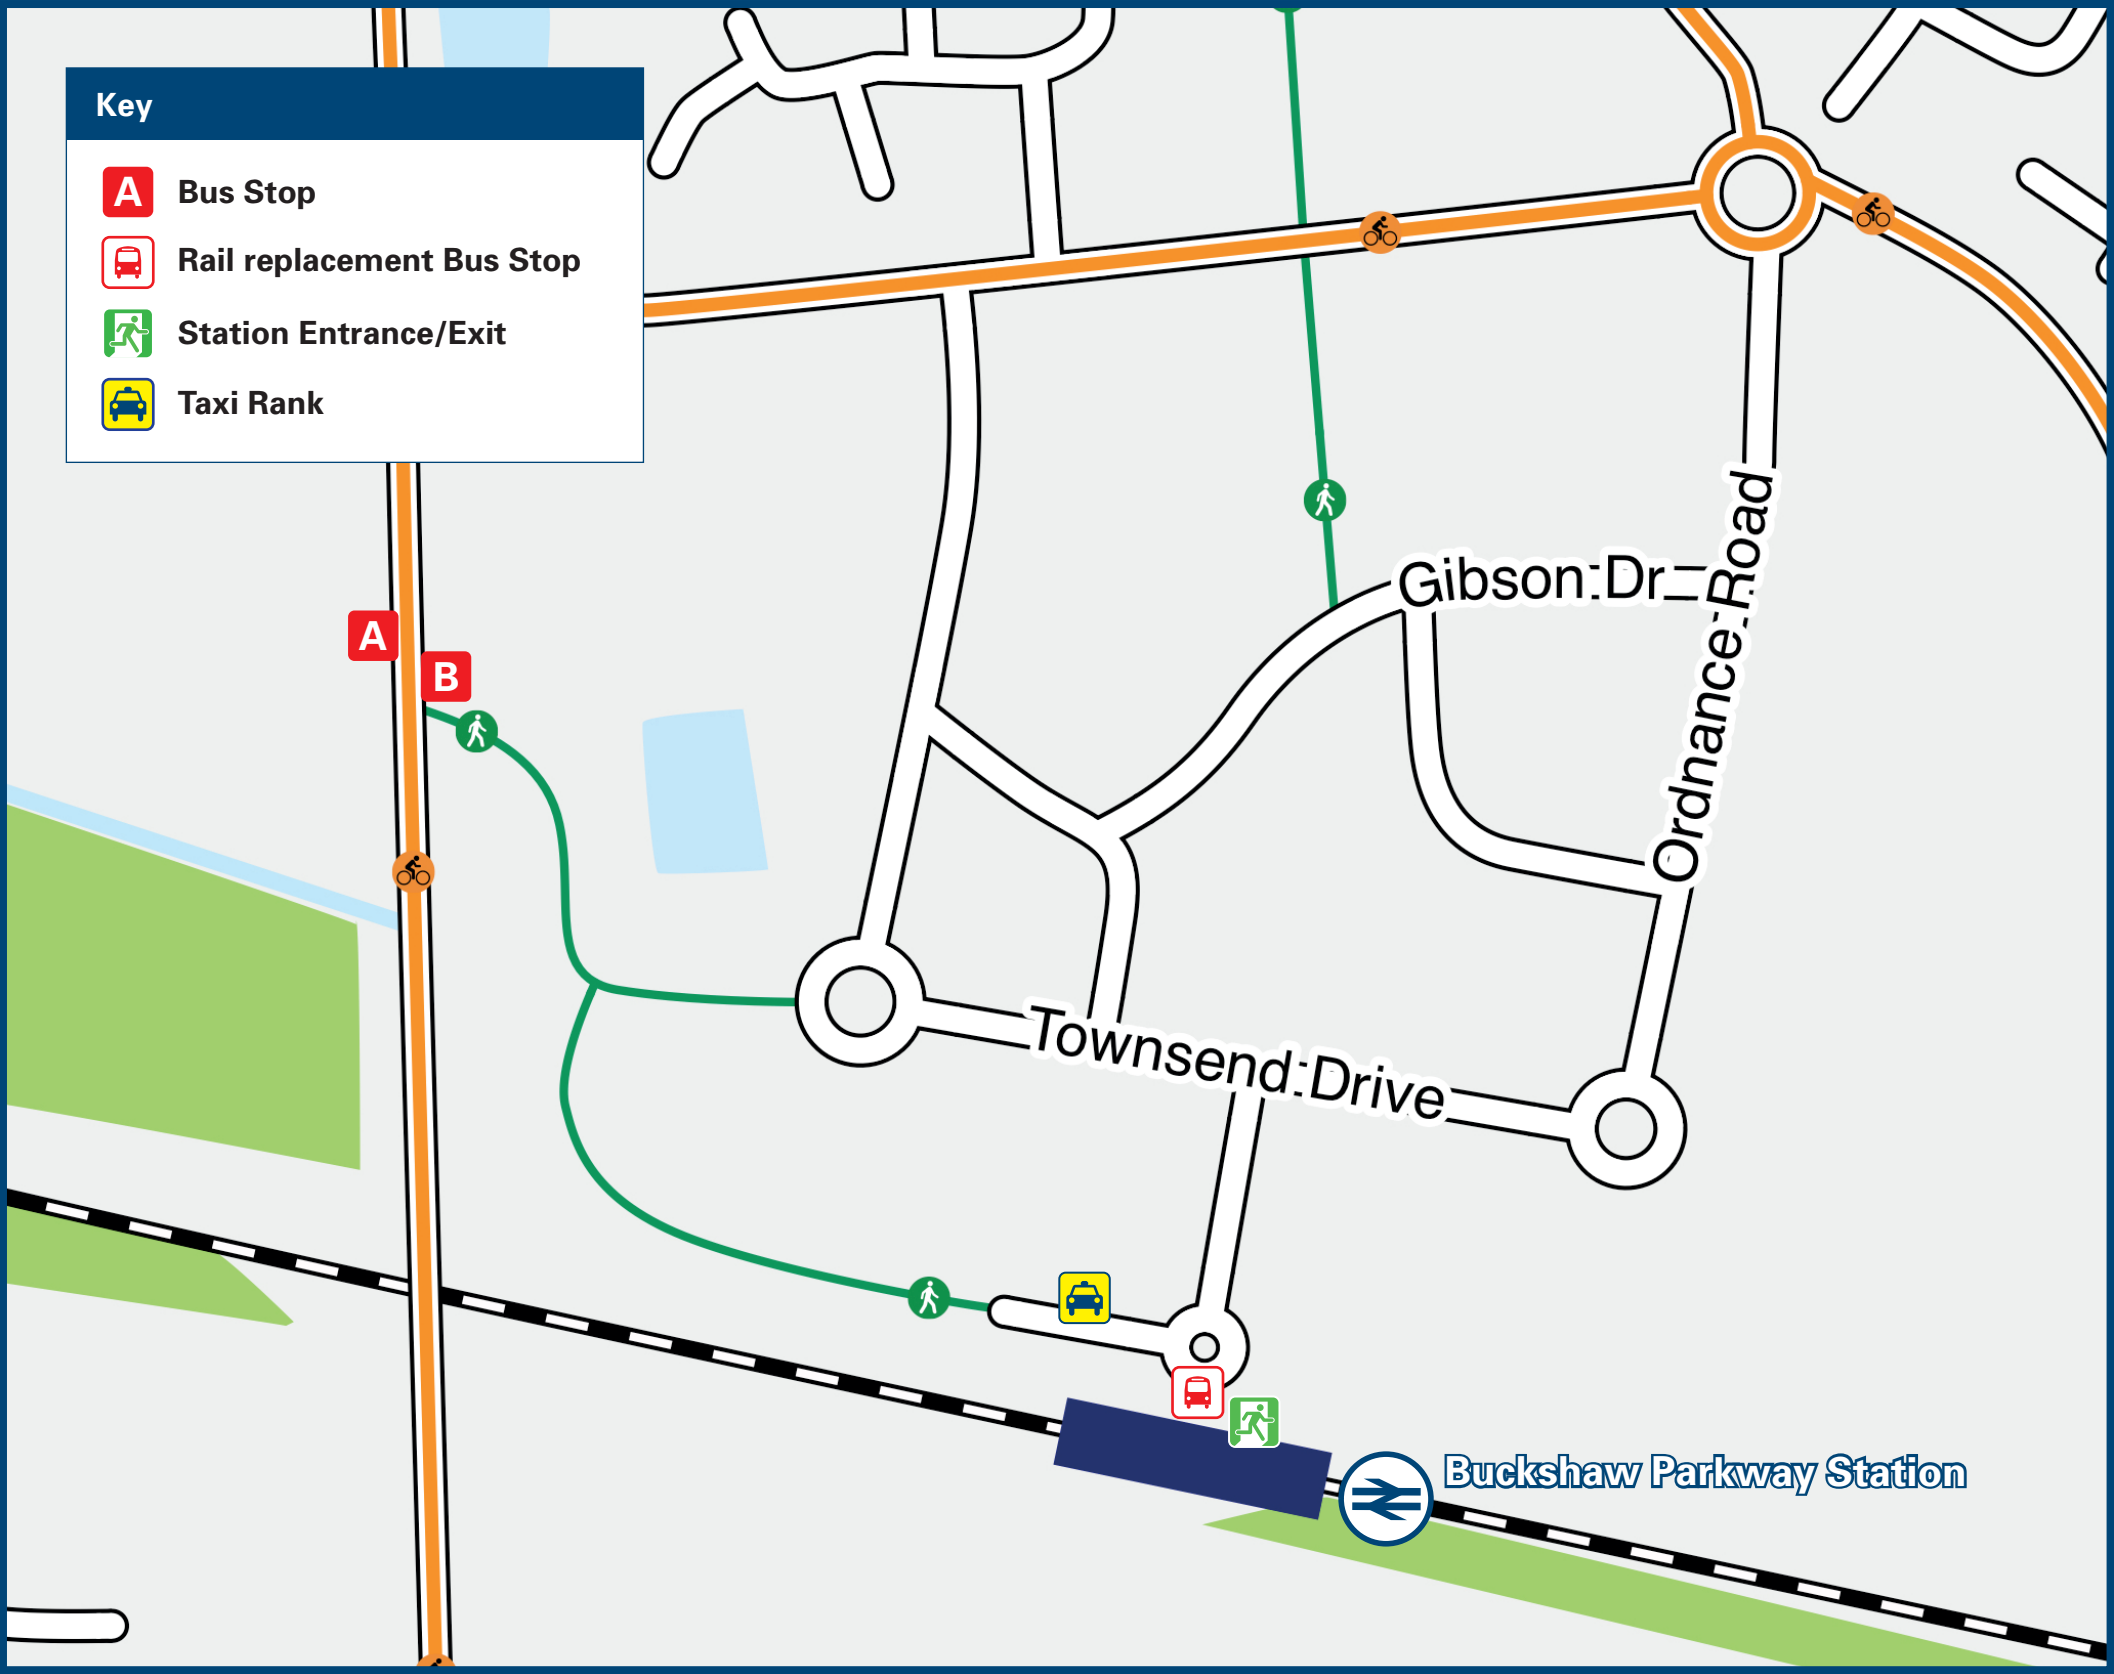 Key
A Bus Stop
Rail replacement Bus Stop
Station Entrance/Exit
Taxi Rank
Gibson Dr
Ordnance Road
A
B
Townsend Drive
Buckshaw Parkway Station